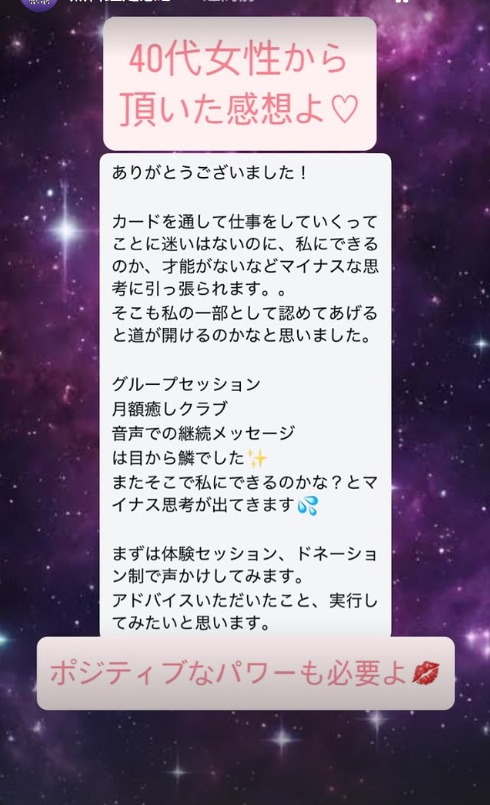 40代女性から
頂いた感想よ♡
ありがとうございました！
カードを通して仕事をしていくって
ことに迷いはないのに、私にできる
のか、才能がないなどマイナスな思
考に引っ張られます。。
そこも私の一部として認めてあげる
と道が開けるのかなと思いました。
グループセッション
月額癒しクラブ
音声での継続メッセージ
は目から鱗でした✨
またそこで私にできるのかな？とマ
イナス思考が出てきます💦
まずは体験セッション、ドネーショ
ン制で声かけしてみます。
アドバイスいただいたこと、実行し
てみたいと思います。
ポジティブなパワーも必要よ💋